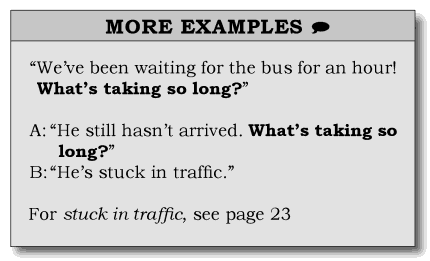 MORE EXAMPLES
“We’ve been waiting for the bus for an hour!
What’s taking so long?”
A: “He still hasn’t arrived. What’s taking so
long?”
B: “He’s stuck in traffic.”
For stuck in traffic, see page 23